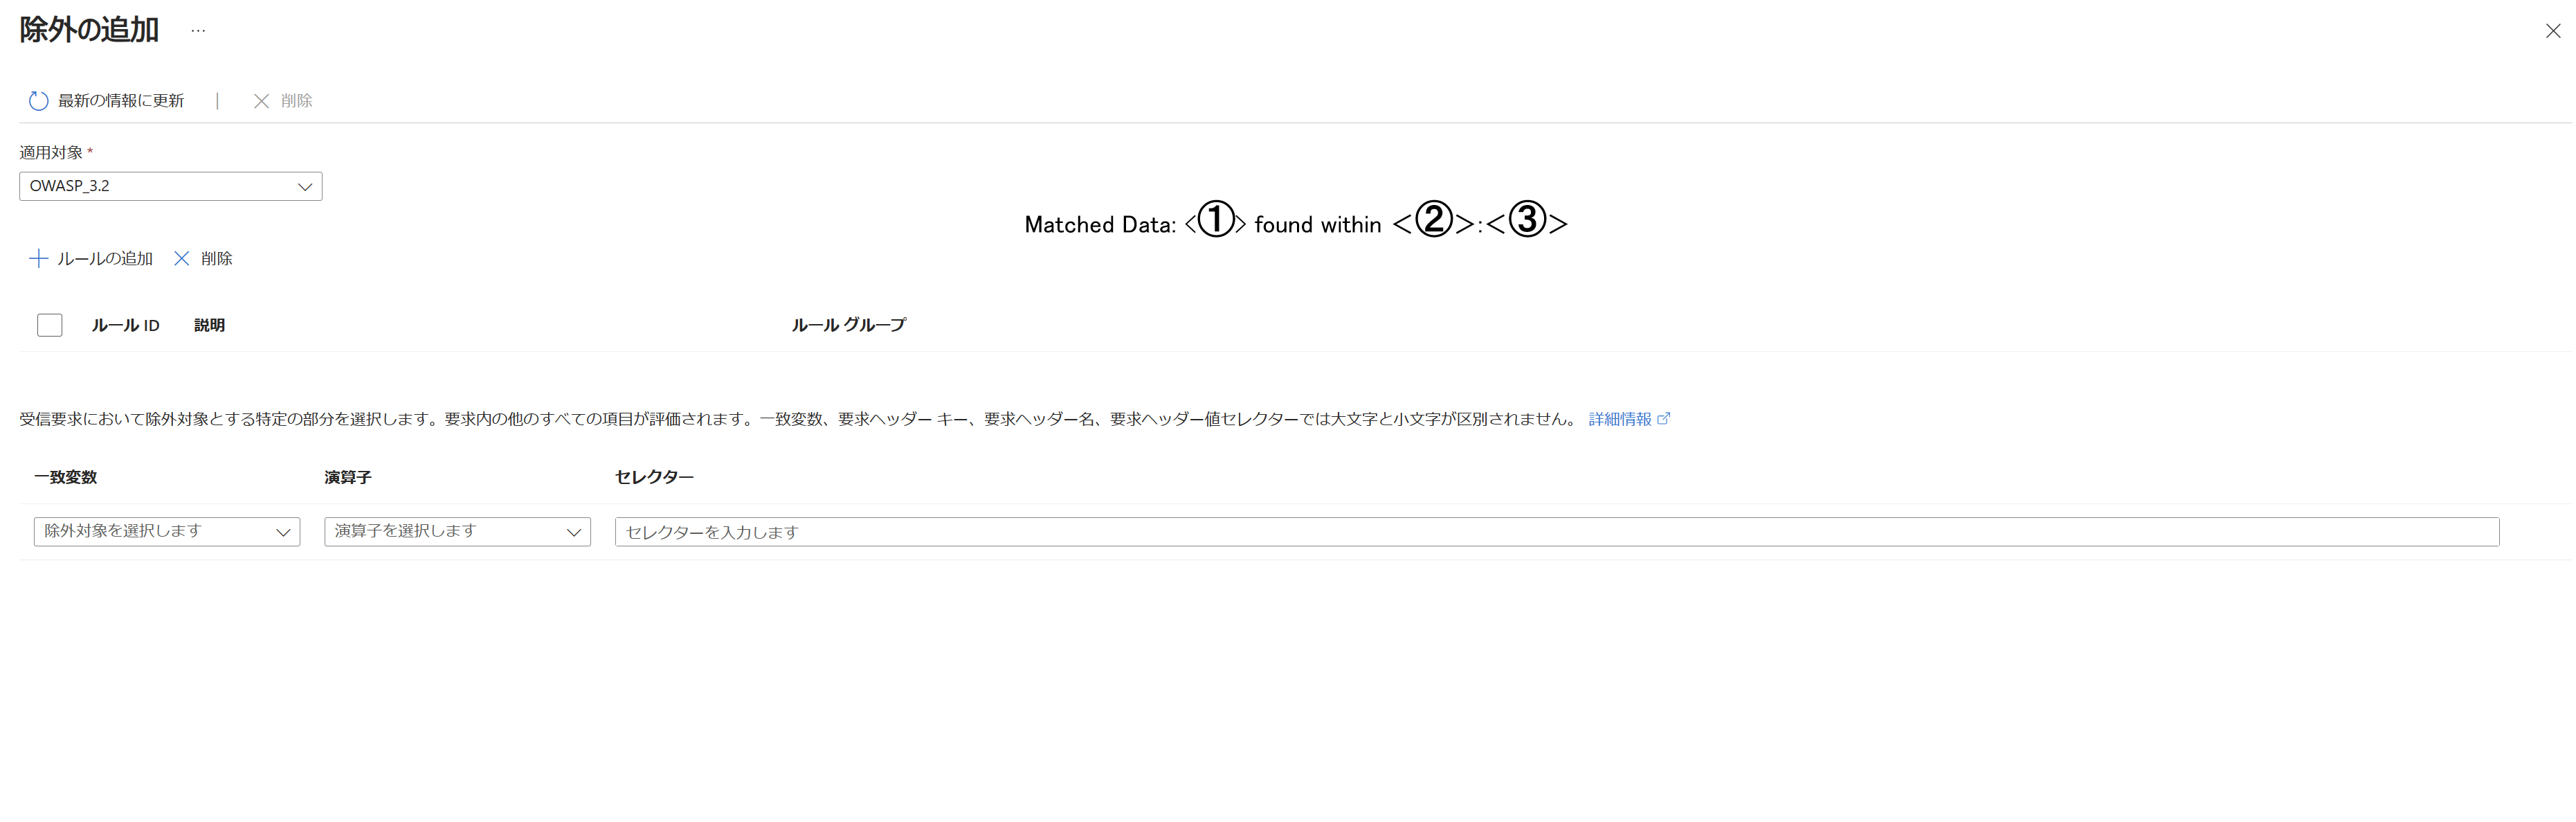 除外の追加 …
最新の情報に更新 | 削除
適用対象 *
OWASP_3.2
Matched Data: <①> found within <②>:<③>
ルールの追加 削除
ルール ID 説明 ルール グループ
受信要求において除外対象とする特定の部分を選択します。要求内の他のすべての項目が評価されます。一致変数、要求ヘッダー キー、要求ヘッダー名、要求ヘッダー値セレクターでは大文字と小文字が区別されません。 詳細情報
一致変数 演算子 セレクター
除外対象を選択します 演算子を選択します セレクターを入力します